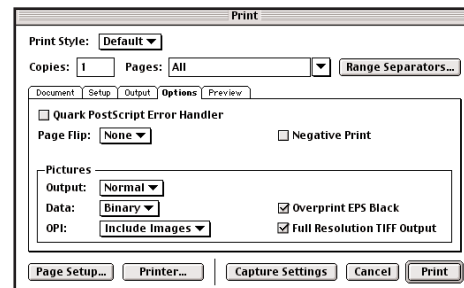 Print
Print Style: Default
Copies: 1 Pages: All Range Separators...
Document Setup Output Options Preview
Quark PostScript Error Handler
Page Flip: None Negative Print
Pictures
Output: Normal
Data: Binary Overprint EPS Black
OPI: Include Images Full Resolution TIFF Output
Page Setup... Printer... Capture Settings Cancel Print